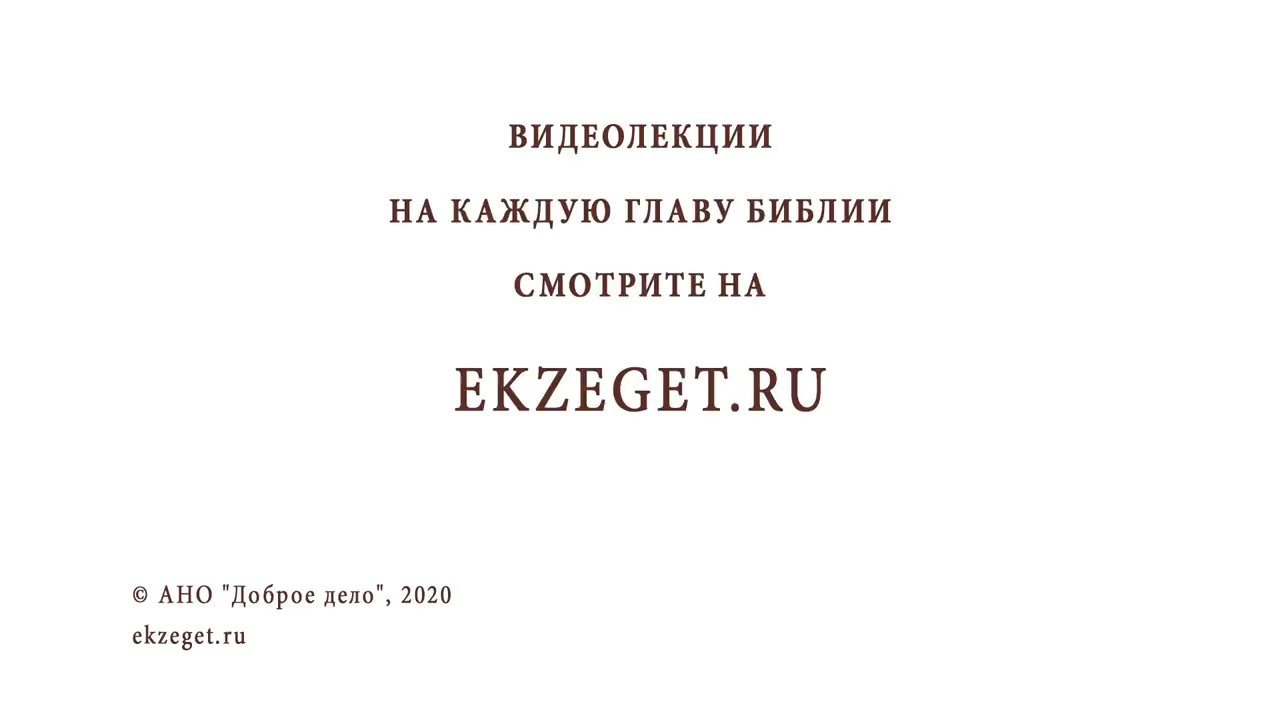 ВИДЕОЛЕКЦИИ
НА КАЖДУЮ ГЛАВУ БИБЛИИ
СМОТРИТЕ НА
EKZEGET.RU
© АНО "Доброе дело", 2020
ekzeget.ru